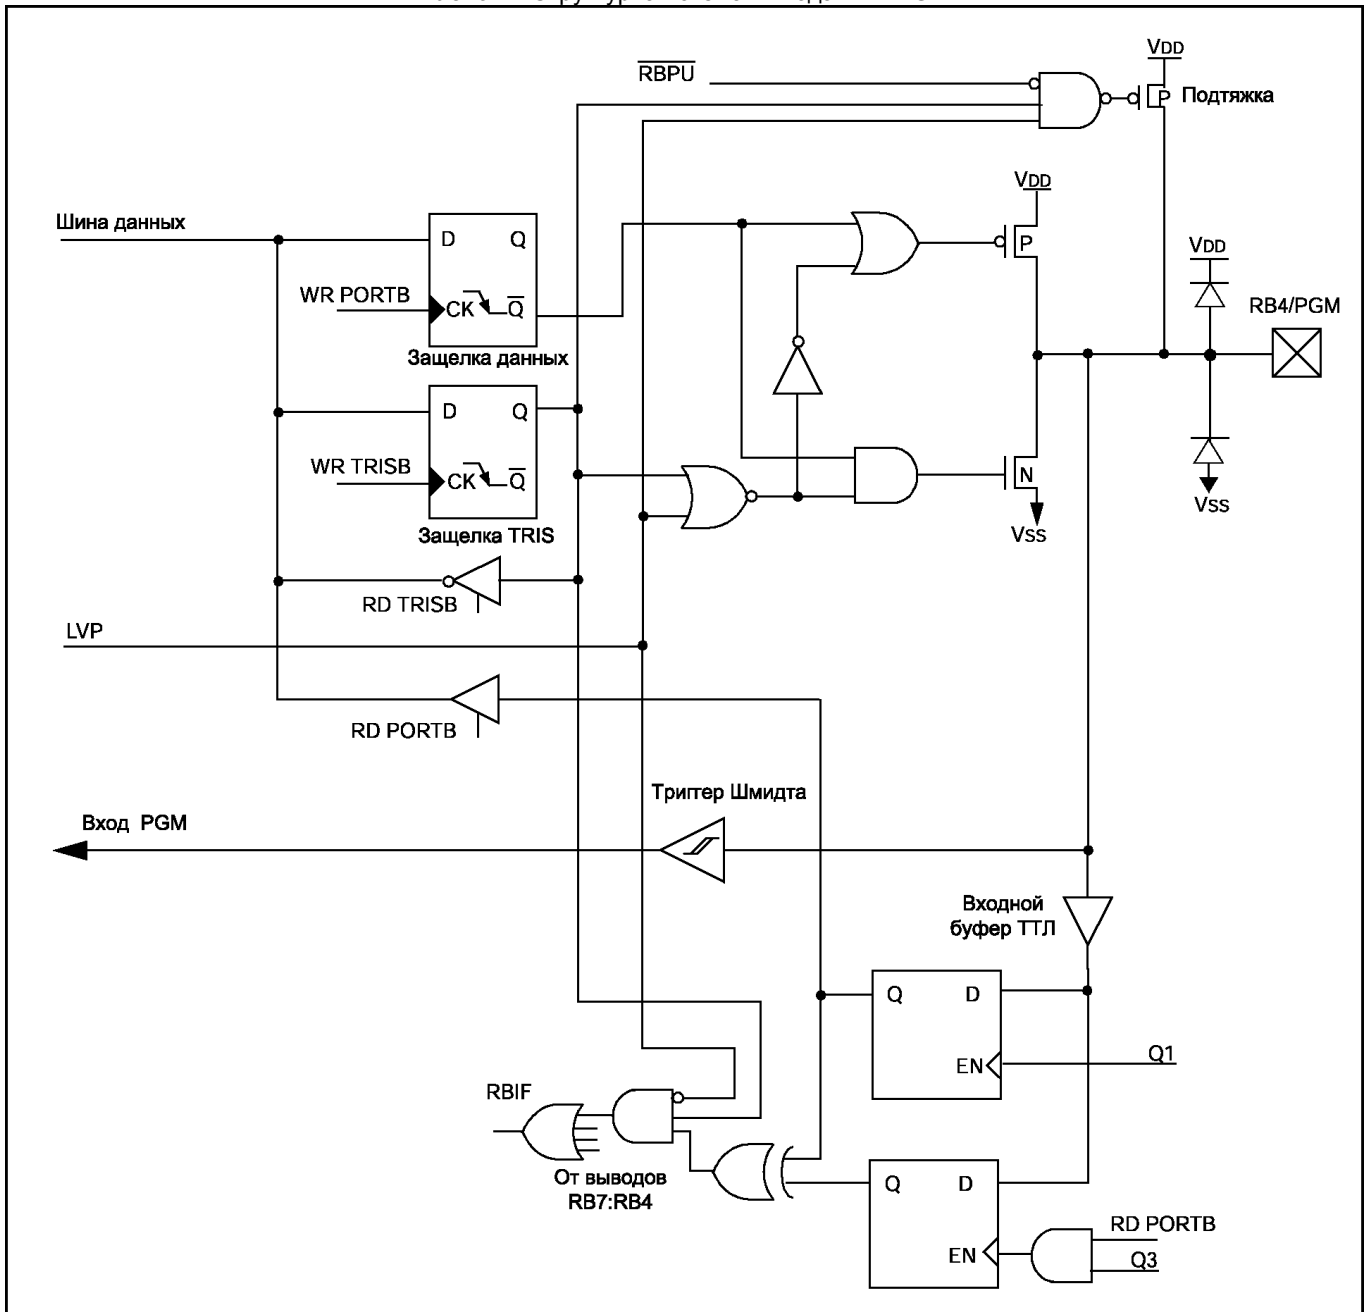 RBPU
VDD
Подтяжка
VDD
Шина данных
D Q
WR PORTB
CK Q
Защелка данных
P
VDD
RB4/PGM
D Q
WR TRISB
CK Q
Защелка TRIS
N
VSS
VSS
RD TRISB
LVP
RD PORTB
Триггер Шмидта
Вход PGM
Входной
буфер ТТЛ
Q D
EN
Q1
RBIF
От выводов
RB7:RB4
Q D
EN
RD PORTB
Q3
P